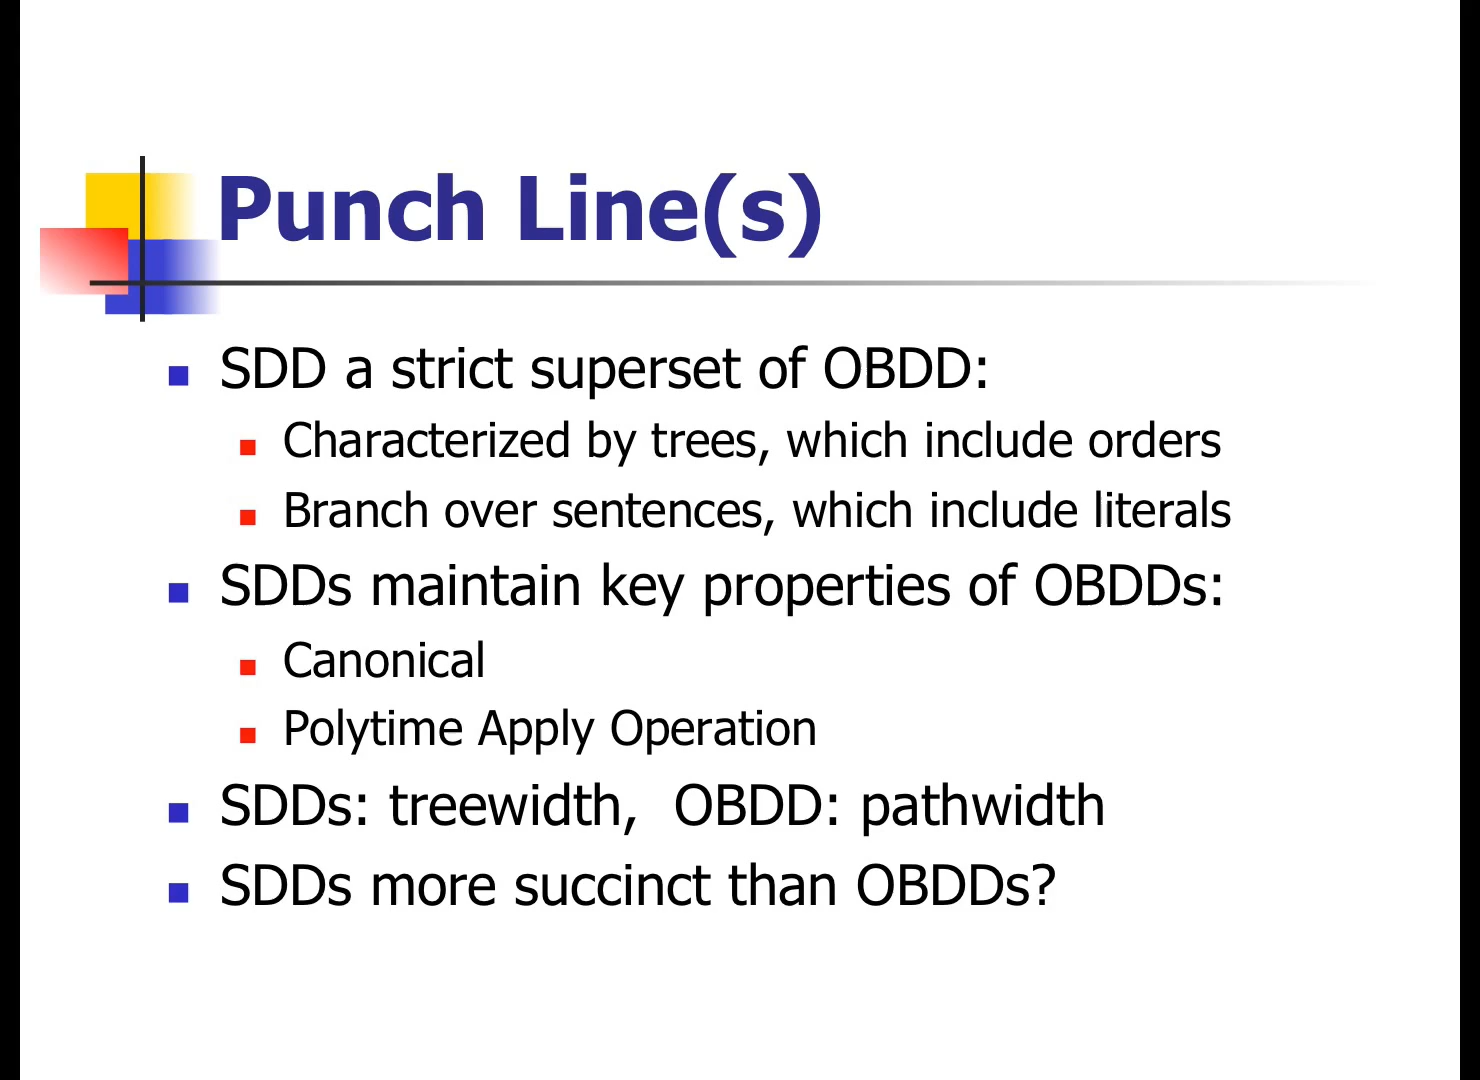 Punch Line(s)
SDD a strict superset of OBDD:
Characterized by trees, which include orders
Branch over sentences, which include literals
SDDs maintain key properties of OBDDs:
Canonical
Polytime Apply Operation
SDDs: treewidth,  OBDD: pathwidth
SDDs more succinct than OBDDs?